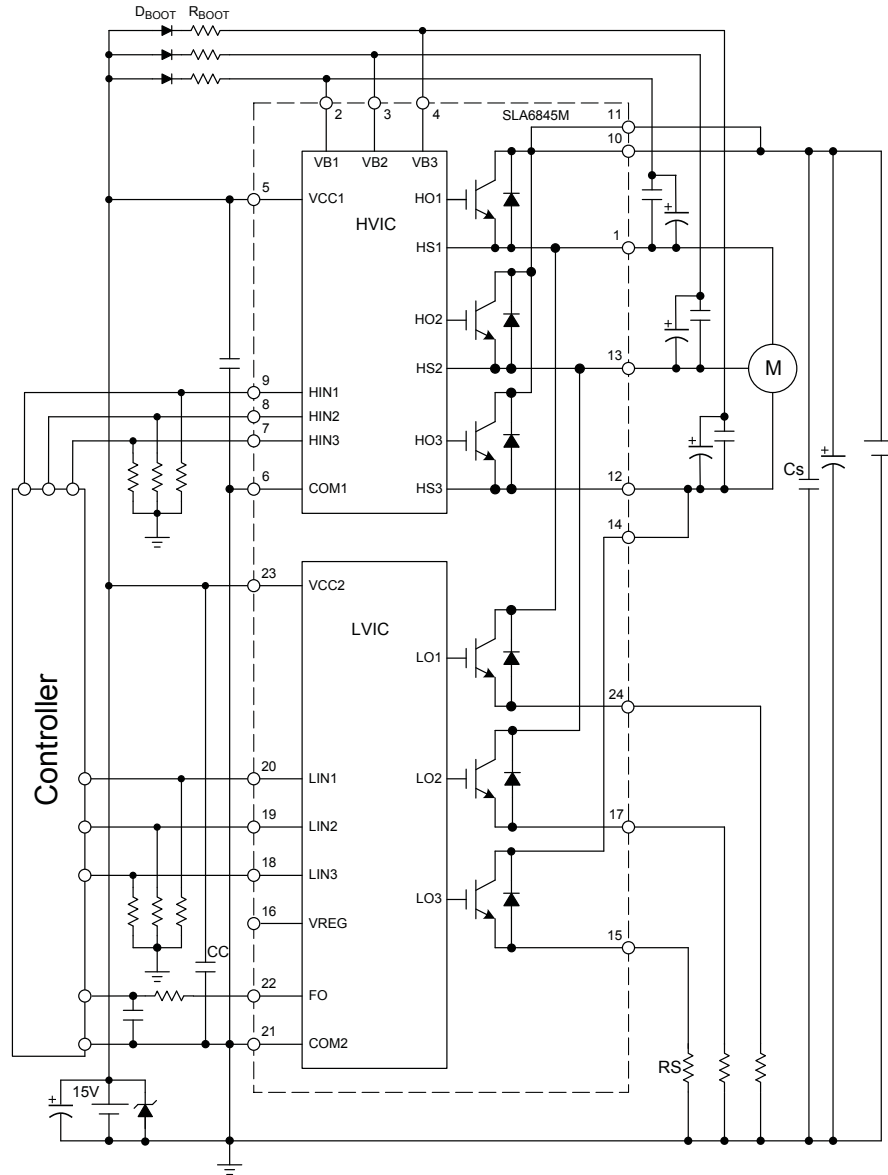 DBOOT RBOOT
2 3 4 SLA6845M 11
10
VB1 VB2 VB3
5 VCC1 HO1
HVIC
HS1 1
HO2
HS2 13
M
9 HIN1
8 HIN2
7 HIN3 HO3
+
+
+
+
+
Cs
6 COM1 HS3 12
14
23 VCC2
LVIC
LO1
24
Controller
20 LIN1 LO2
19 LIN2 17
18 LIN3
16 VREG LO3
15
CC
22 FO
21 COM2
RS
15V